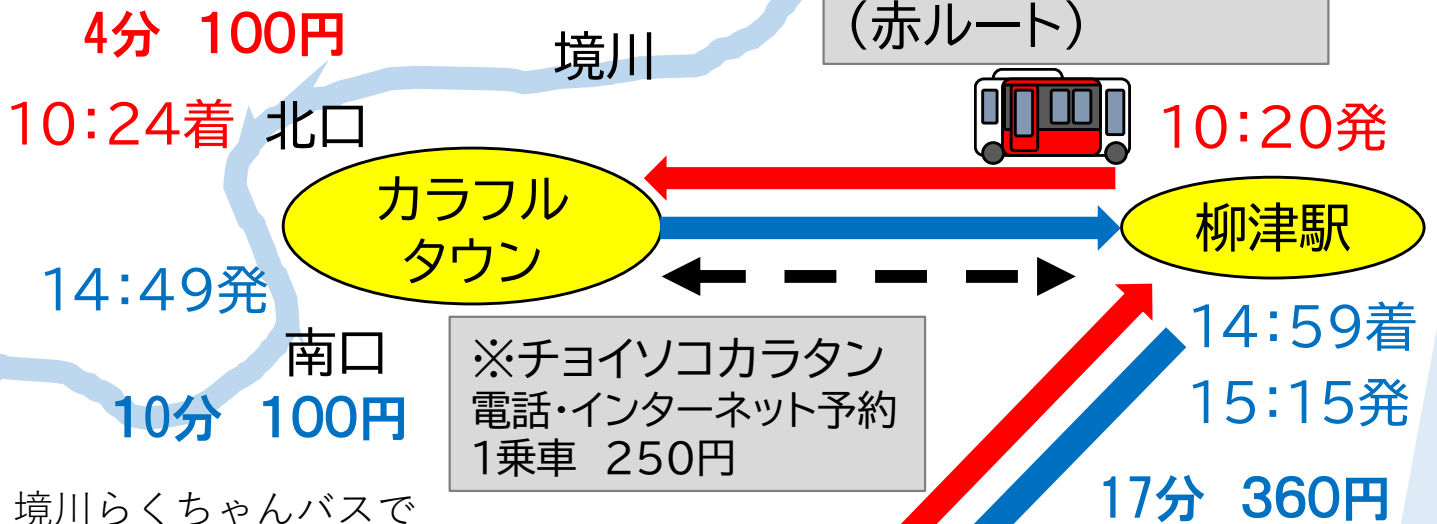 4分 100円
境川
(赤ルート)
10:24着
北口
10:20発
カラフル
タウン
柳津駅
14:49発
南口
10分 100円
※チョイソコカラタン
電話・インターネット予約
1乗車 250円
14:59着
15:15発
17分 360円
境川らくちゃんバスで